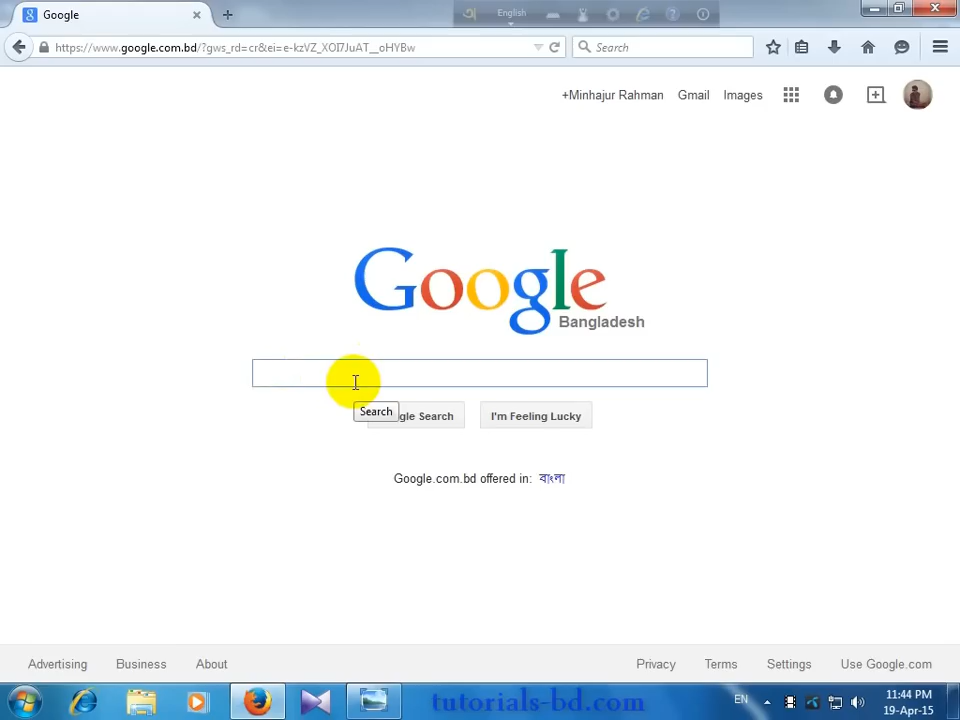 Google
English
https://www.google.com.bd/?gws_rd=cr&ei=e-kzVZ_XOI7JuAT__oHYBw
Search
+Minhajur Rahman Gmail Images
Google
Bangladesh
Search
gle Search
I'm Feeling Lucky
Google.com.bd offered in: বাংলা
Advertising Business About Privacy Terms Settings Use Google.com
tutorials-bd.com
EN
11:44 PM
19-Apr-15